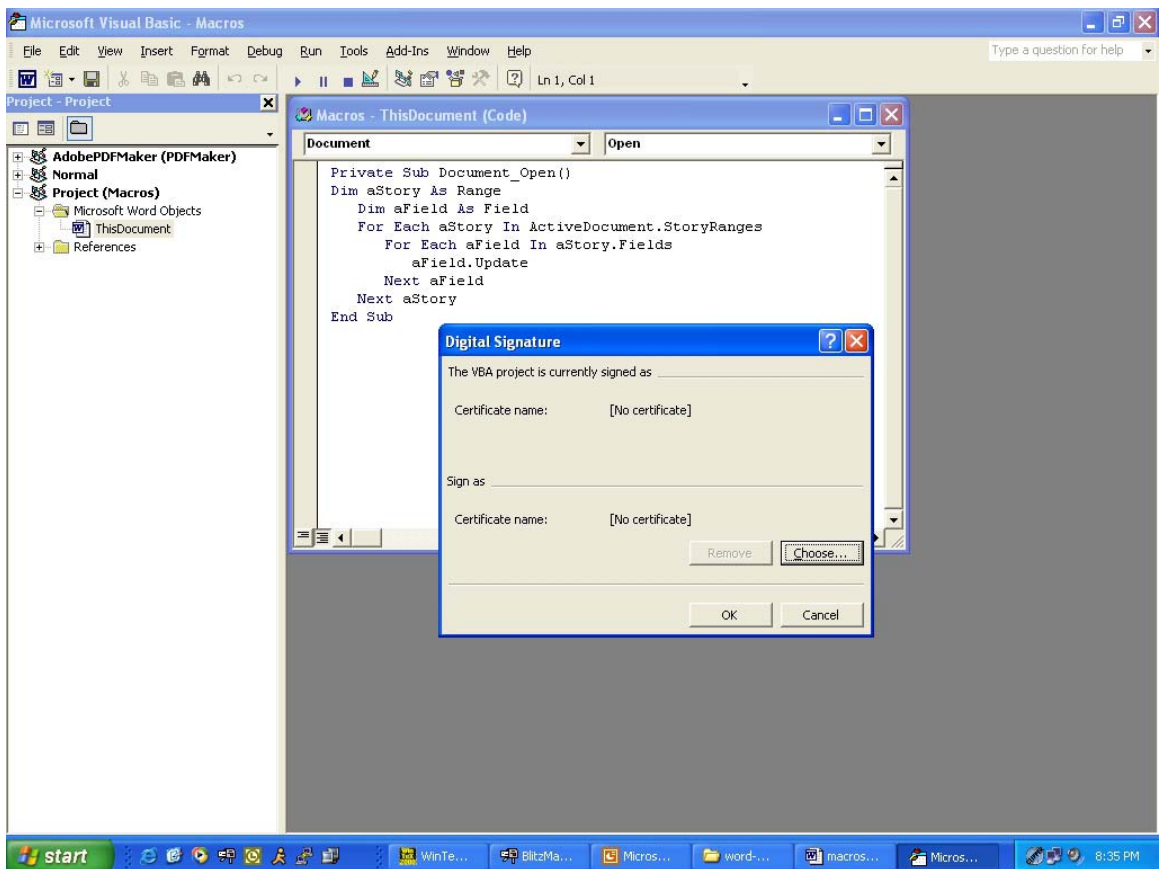 Microsoft Visual Basic - Macros
File Edit View Insert Format Debug Run Tools Add-Ins Window Help
Type a question for help
Ln 1, Col 1
Project - Project
AdobePDFMaker (PDFMaker)
Normal
Project (Macros)
Microsoft Word Objects
ThisDocument
References
Macros - ThisDocument (Code)
Document
Open
Private Sub Document_Open()
Dim aStory As Range
Dim aField As Field
For Each aStory In ActiveDocument.StoryRanges
For Each aField In aStory.Fields
aField.Update
Next aField
Next aStory
End Sub
Digital Signature
The VBA project is currently signed as
Certificate name: [No certificate]
Sign as
Certificate name: [No certificate]
Remove Choose...
OK Cancel
start WinTe... BlitzMa... Micros... word-... macros... Micros... 8:35 PM